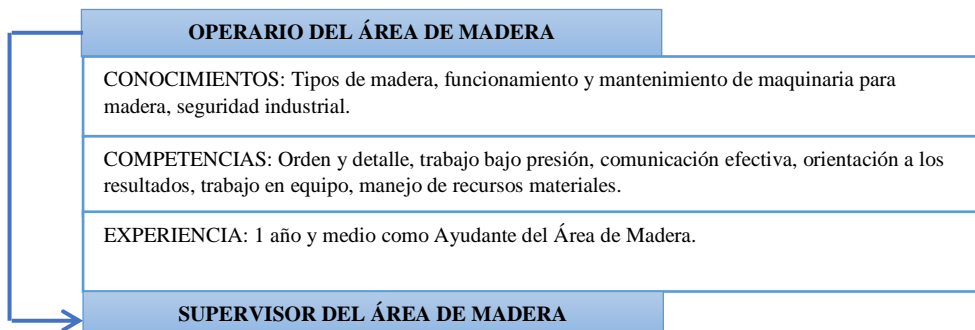 OPERARIO DEL ÁREA DE MADERA
CONOCIMIENTOS: Tipos de madera, funcionamiento y mantenimiento de maquinaria para
madera, seguridad industrial.
COMPETENCIAS: Orden y detalle, trabajo bajo presión, comunicación efectiva, orientación a los
resultados, trabajo en equipo, manejo de recursos materiales.
EXPERIENCIA: 1 año y medio como Ayudante del Área de Madera.
SUPERVISOR DEL ÁREA DE MADERA